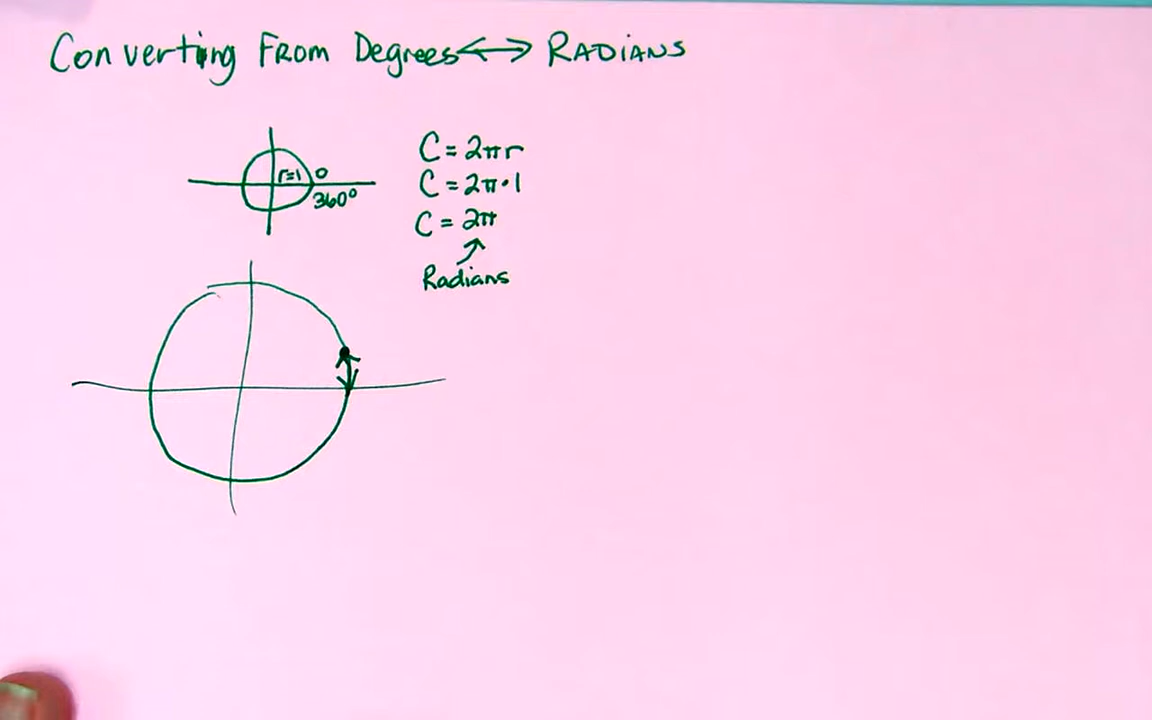 Converting From Degrees ↔ RADIANS
r=1 0
360°
C = 2πr
C = 2π·1
C = 2π
Radians